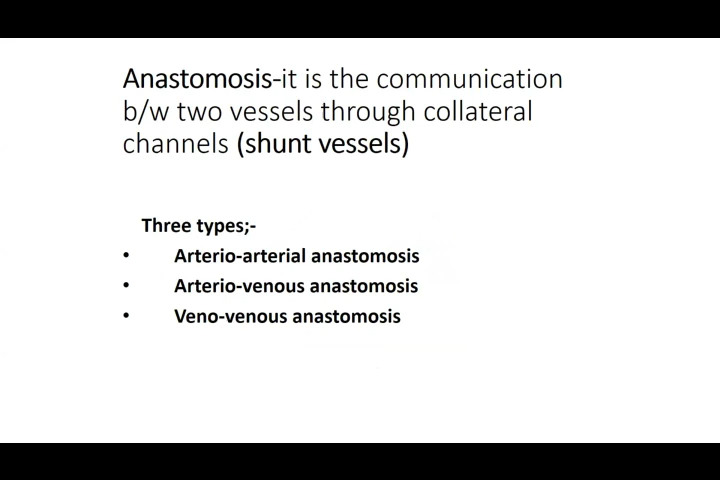 Anastomosis-it is the communication
b/w two vessels through collateral
channels (shunt vessels)
Three types;-
• Arterio-arterial anastomosis
• Arterio-venous anastomosis
• Veno-venous anastomosis